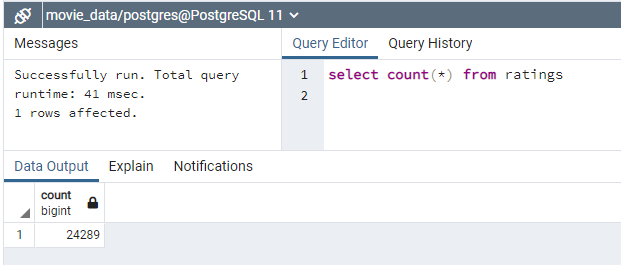 movie_data/postgres@PostgreSQL 11
Messages
Successfully run. Total query
runtime: 41 msec.
1 rows affected.
Query Editor Query History
1 select count(*) from ratings
2
Data Output Explain Notifications
count
bigint
1 24289